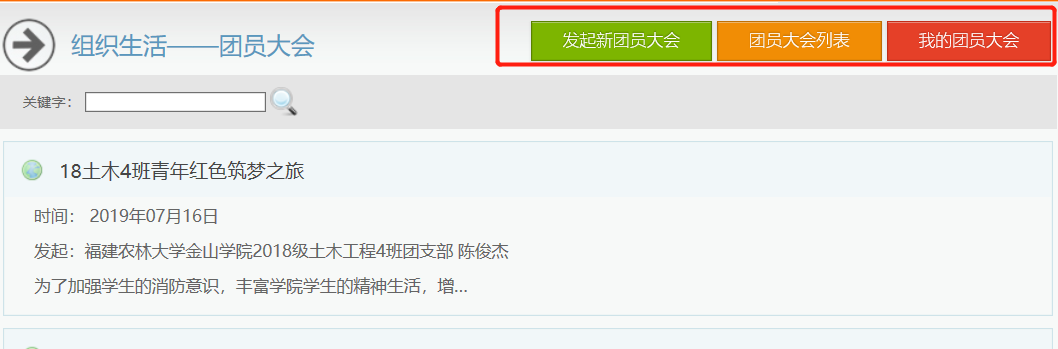 组织生活——团员大会
发起新团员大会 团员大会列表 我的团员大会
关键字：
18土木4班青年红色筑梦之旅
时间： 2019年07月16日
发起：福建农林大学金山学院2018级土木工程4班团支部 陈俊杰
为了加强学生的消防意识，丰富学院学生的精神生活，增...